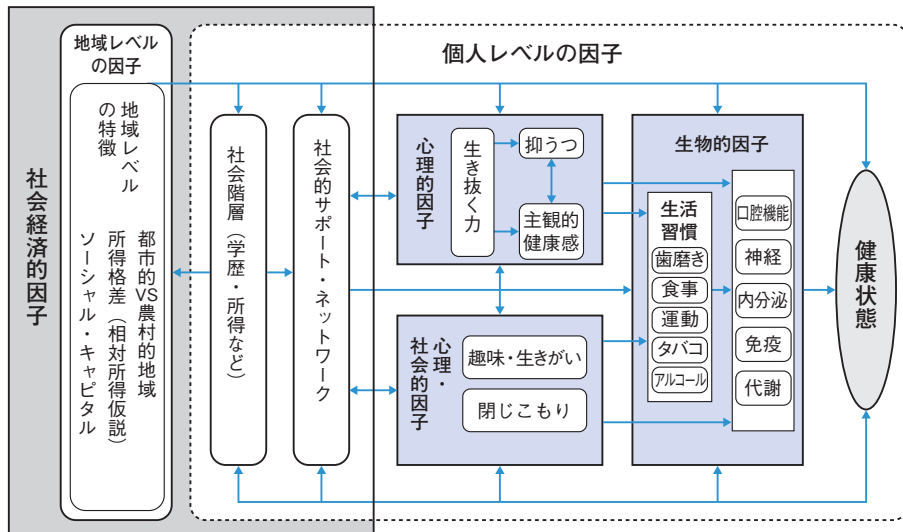 地域レベル
の因子
個人レベルの因子
社会経済的因子
地域レベル
の特徴
都市的VS農村的地域
所得格差（相対所得仮説）
ソーシャル・キャピタル
社会階層（学歴・所得など）
社会的サポート・ネットワーク
心理的因子
生き抜く力
抑うつ
主観的
健康感
心理・
社会的因子
趣味・生きがい
閉じこもり
生物的因子
生活
習慣
歯磨き
食事
運動
タバコ
アルコール
口腔機能
神経
内分泌
免疫
代謝
健康状態